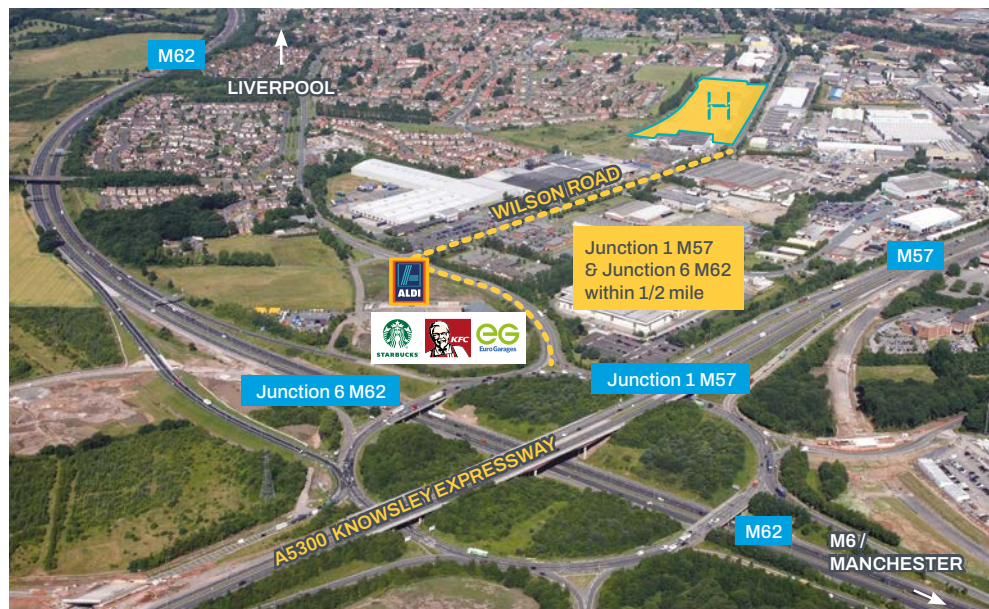 M62
LIVERPOOL
H
WILSON ROAD
Junction 1 M57
& Junction 6 M62
within 1/2 mile
M57
ALDI
STARBUCKS
KFC
eG
Euro Garages
Junction 6 M62
Junction 1 M57
A5300 KNOWSLEY EXPRESSWAY
M62
M6 /
MANCHESTER